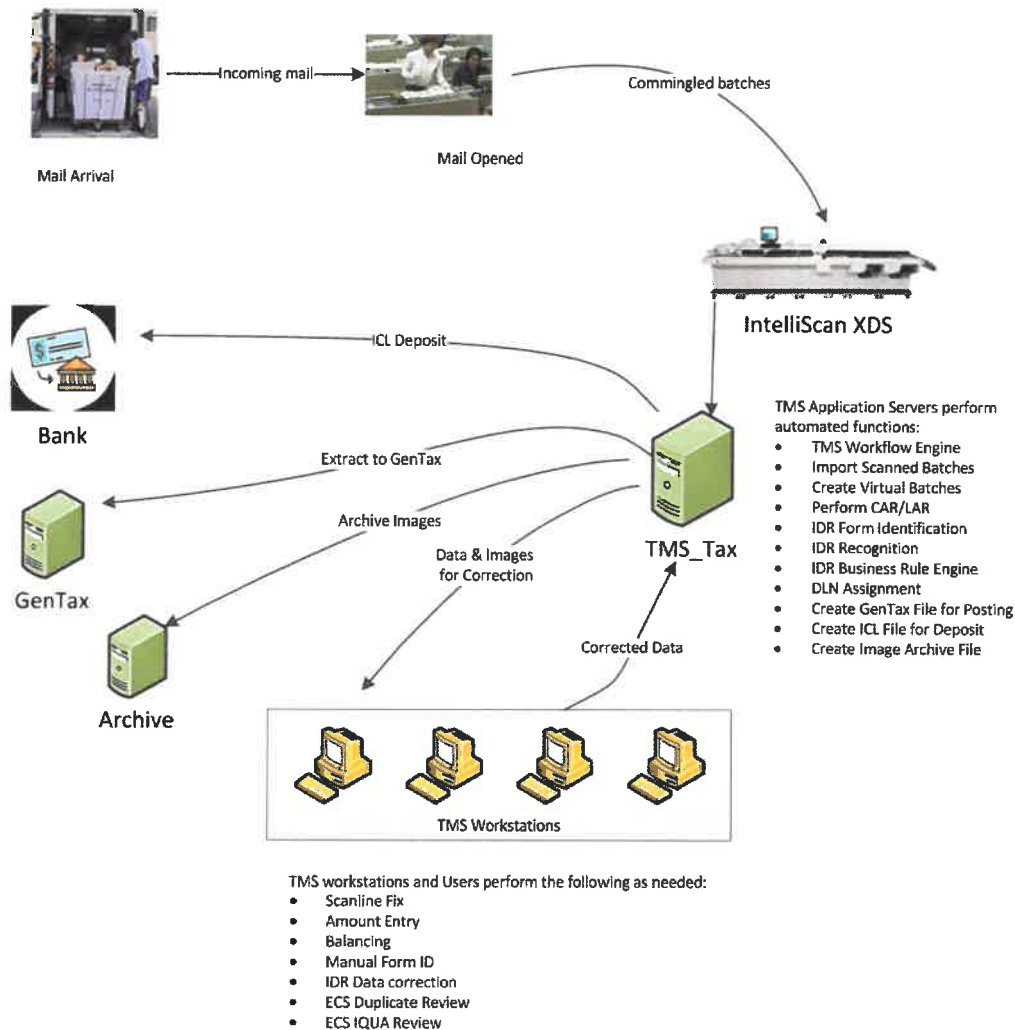 Incoming mail
Commingled batches
Mail Opened
Mail Arrival
IntelliScan XDS
ICL Deposit
Bank
Extract to GenTax
GenTax
Archive Images
Archive
Data & Images
for Correction
TMS_Tax
Corrected Data
TMS Application Servers perform
automated functions:
• TMS Workflow Engine
• Import Scanned Batches
• Create Virtual Batches
• Perform CAR/LAR
• IDR Form Identification
• IDR Recognition
• IDR Business Rule Engine
• DLN Assignment
• Create GenTax File for Posting
• Create ICL File for Deposit
• Create Image Archive File
TMS Workstations
TMS workstations and Users perform the following as needed:
• Scanline Fix
• Amount Entry
• Balancing
• Manual Form ID
• IDR Data correction
• ECS Duplicate Review
• ECS IQUA Review